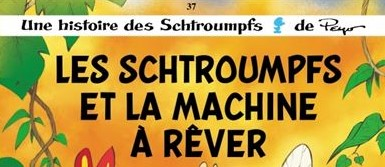 37
Une histoire des Schtroumpfs de Peyo
LES SCHTROUMPFS
ET LA MACHINE
À RÊVER